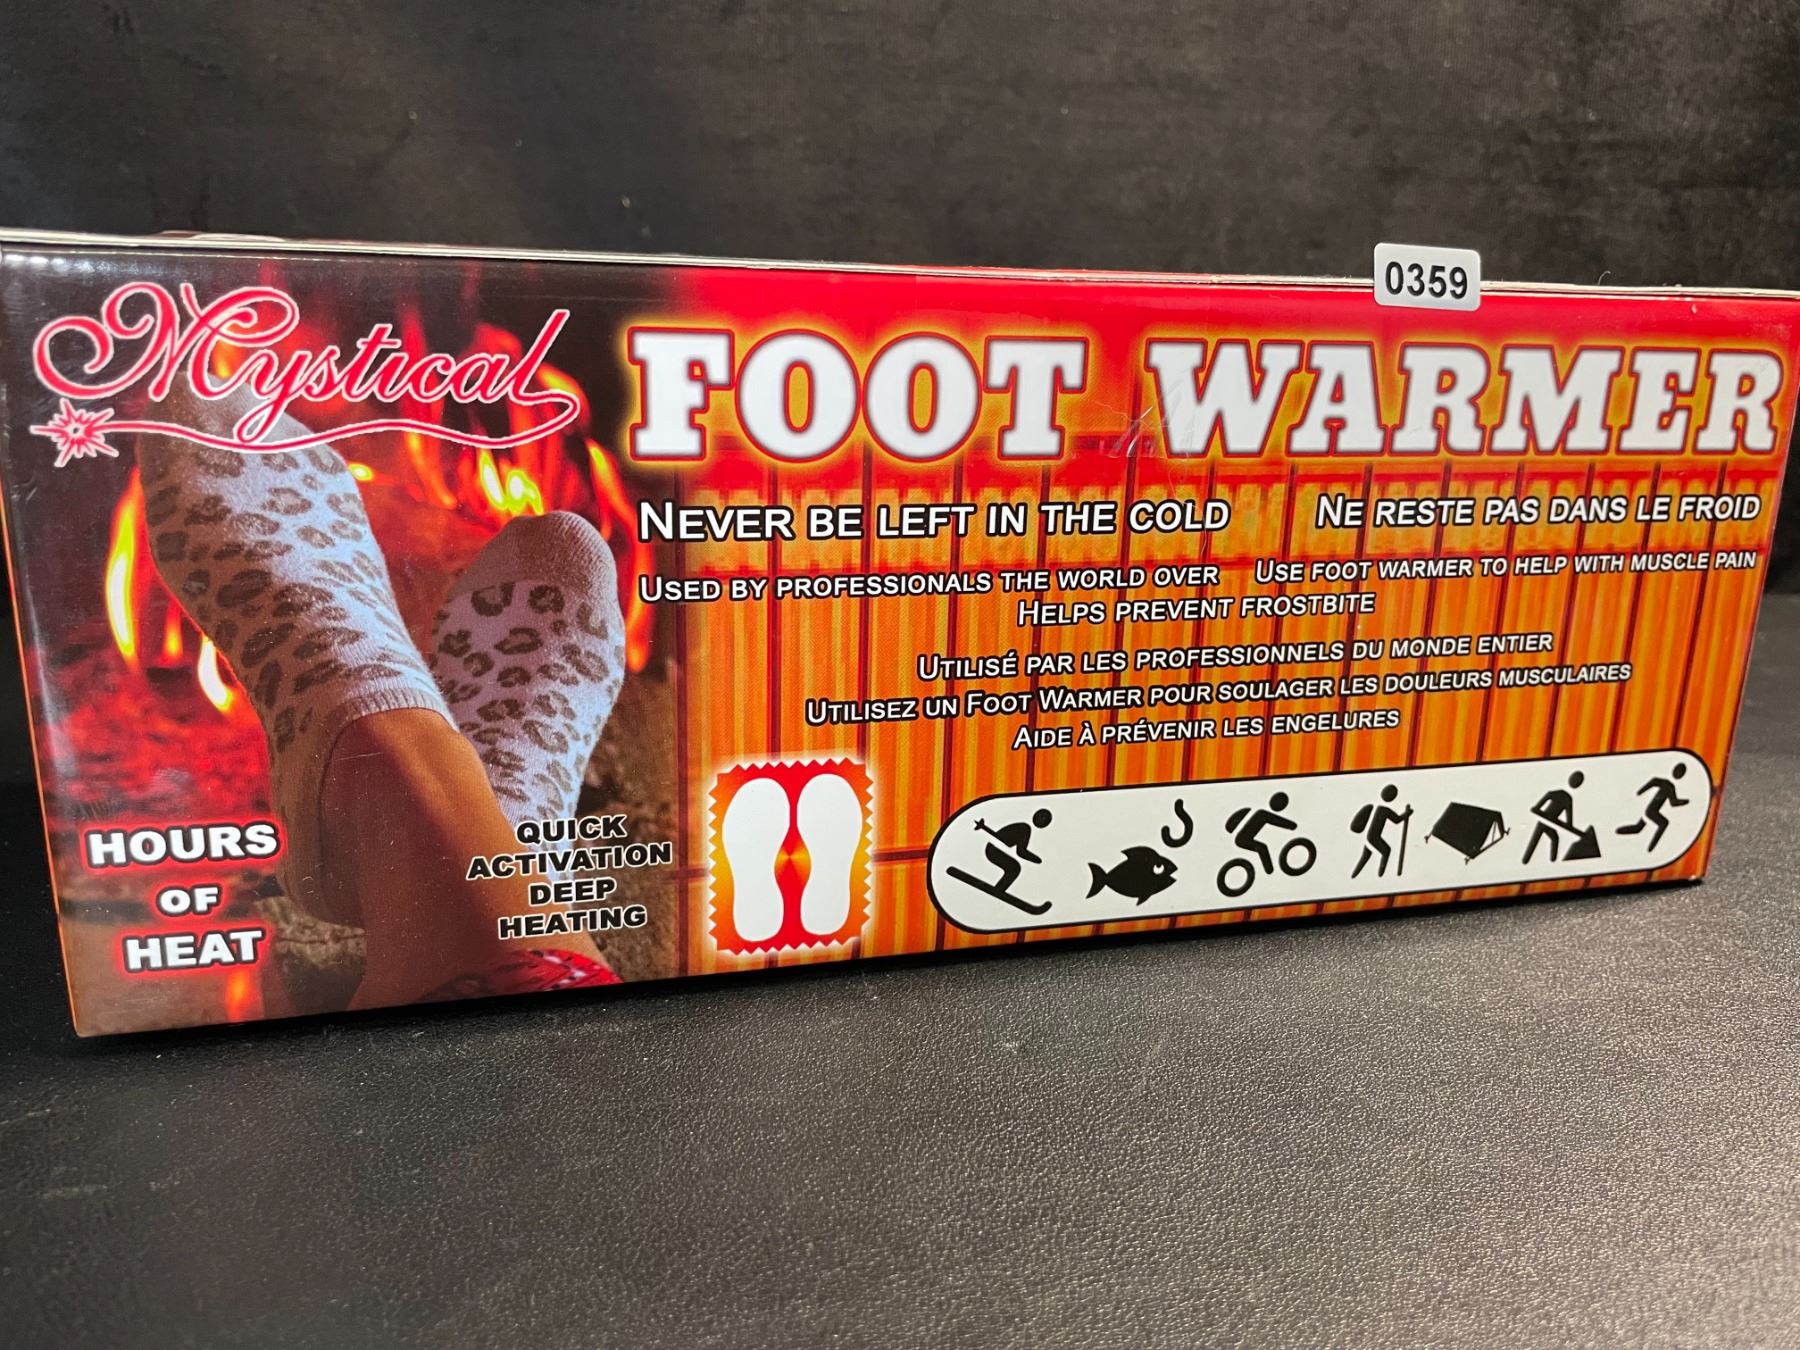 0359
Mystical
FOOT WARMER
NEVER BE LEFT IN THE COLD
NE RESTE PAS DANS LE FROID
USED BY PROFESSIONALS THE WORLD OVER
USE FOOT WARMER TO HELP WITH MUSCLE PAIN
HELPS PREVENT FROSTBITE
UTILISÉ PAR LES PROFESSIONNELS DU MONDE ENTIER
UTILISEZ UN FOOT WARMER POUR SOULAGER LES DOULEURS MUSCULAIRES
AIDE À PRÉVENIR LES ENGELURES
HOURS
OF
HEAT
QUICK
ACTIVATION
DEEP
HEATING